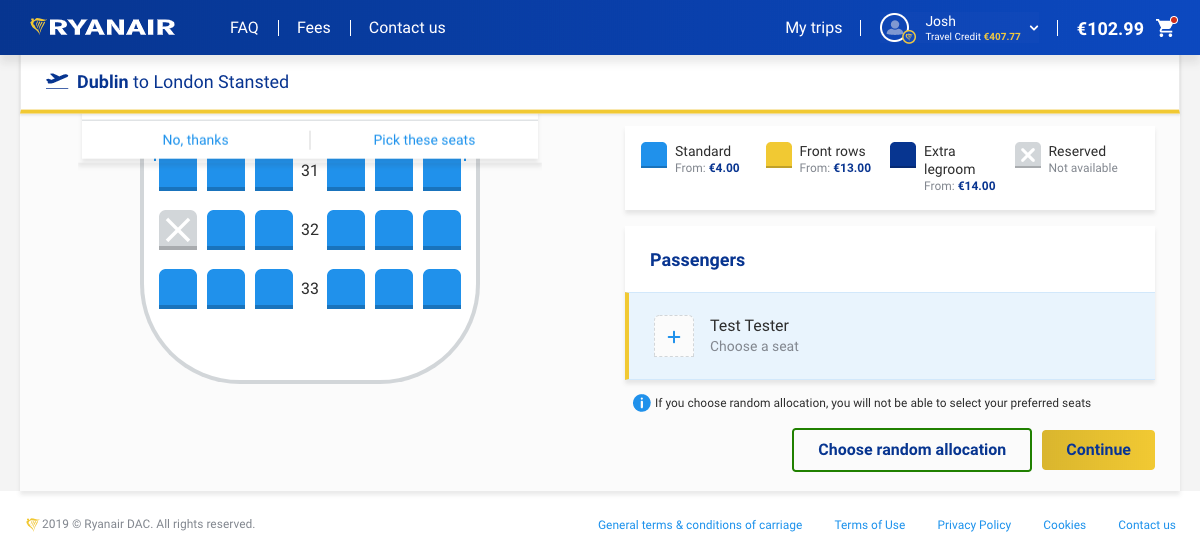 RYANAIR
FAQ
Fees
Contact us
My trips
Josh
Travel Credit €407.77
€102.99
Dublin to London Stansted
No, thanks
Pick these seats
31
32
33
Standard
From: €4.00
Front rows
From: €13.00
Extra
legroom
From: €14.00
Reserved
Not available
Passengers
+
Test Tester
Choose a seat
i If you choose random allocation, you will not be able to select your preferred seats
Choose random allocation
Continue
2019 © Ryanair DAC. All rights reserved.
General terms & conditions of carriage
Terms of Use
Privacy Policy
Cookies
Contact us